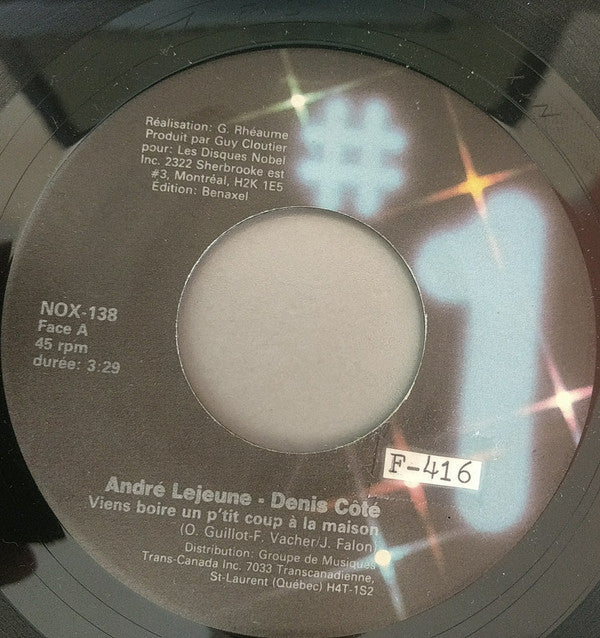 Réalisation: G. Rhéaume
Produit par Guy Cloutier
pour: Les Disques Nobel
Inc. 2322 Sherbrooke est
#3, Montréal, H2K 1E5
Édition: Benaxel
#1
NOX-138
Face A
45 rpm
durée: 3:29
F-416
André Lejeune - Denis Côté
Viens boire un p'tit coup à la maison
(O. Guillot-F. Vacher/J. Falon)
Distribution: Groupe de Musiques
Trans-Canada Inc. 7033 Transcanadienne,
St-Laurent (Québec) H4T-1S2